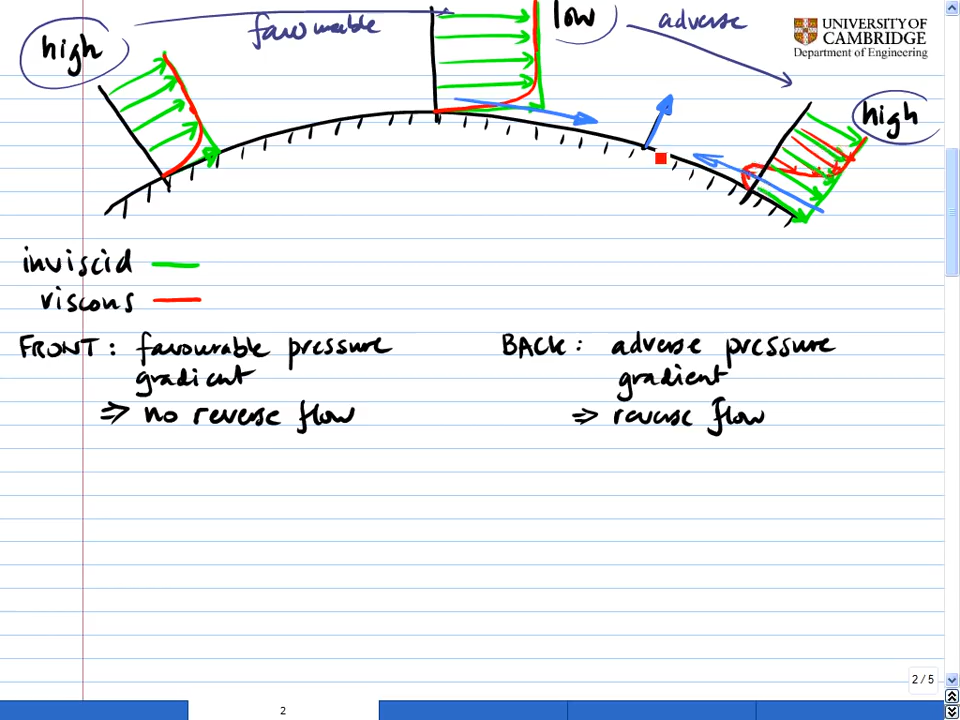 high
favourable
low
adverse
UNIVERSITY OF
CAMBRIDGE
Department of Engineering
high
inviscid
viscous
FRONT: favourable pressure
gradient
⇒ no reverse flow
BACK: adverse pressure
gradient
⇒ reverse flow
2 / 5
2